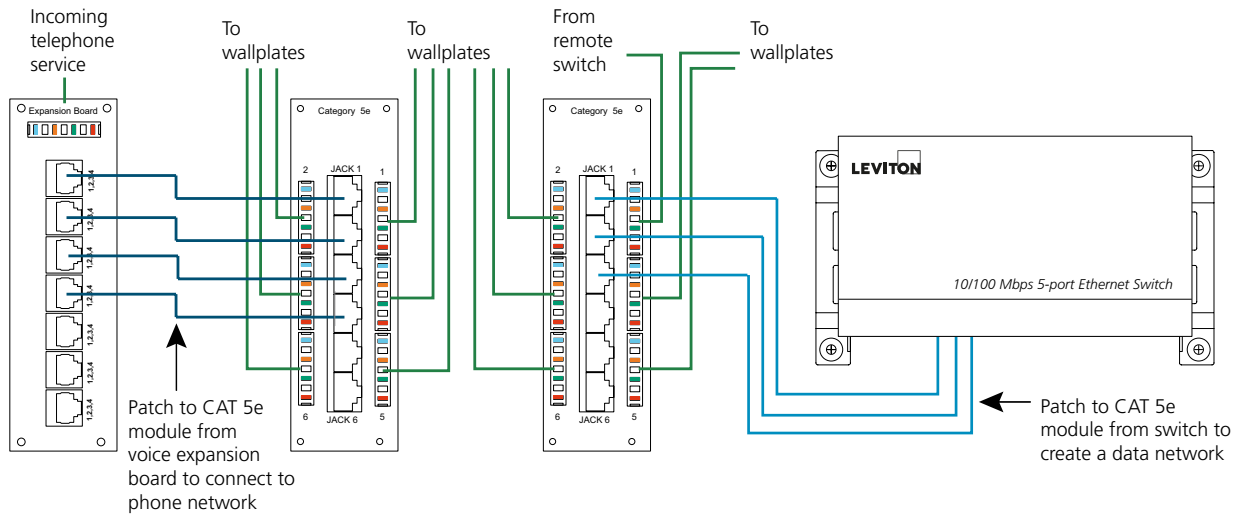 Incoming
telephone
service
To
wallplates
To
wallplates
From
remote
switch
To
wallplates
Expansion Board
1,2,3,4
1,2,3,4
1,2,3,4
1,2,3,4
1,2,3,4
1,2,3,4
1,2,3,4
Category 5e
2
JACK 1
1
6
JACK 6
5
Category 5e
2
JACK 1
1
6
JACK 6
5
LEVITON
10/100 Mbps 5-port Ethernet Switch
Patch to CAT 5e
module from
voice expansion
board to connect to
phone network
Patch to CAT 5e
module from switch to
create a data network